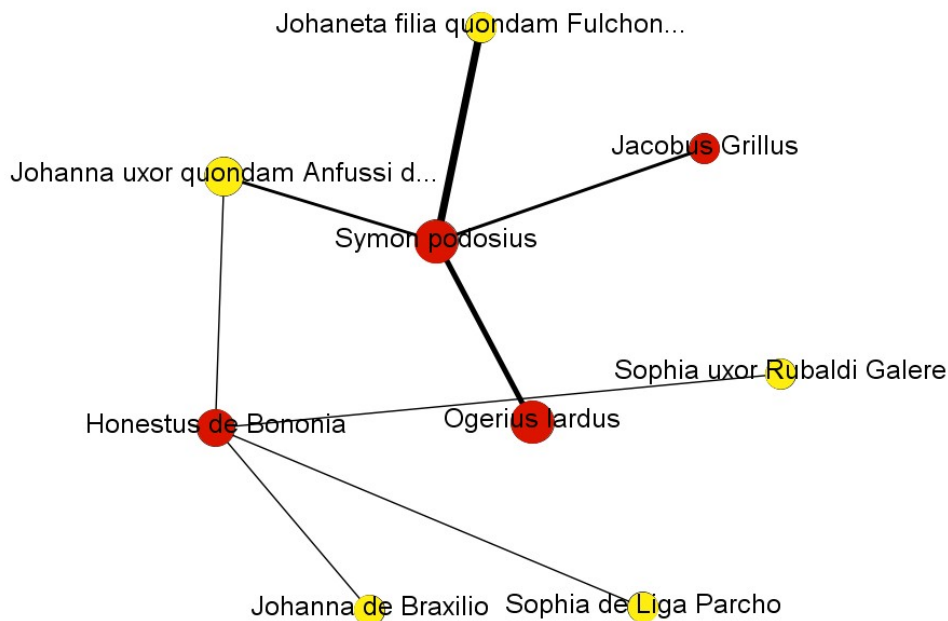 Johaneta filia quondam Fulchon...
Jacobus Grillus
Johanna uxor quondam Anfussi d...
Symon podosius
Sophia uxor Rubaldi Galere
Honestus de Bononia
Ogerius lardus
Johanna de Braxilio
Sophia de Liga Parcho